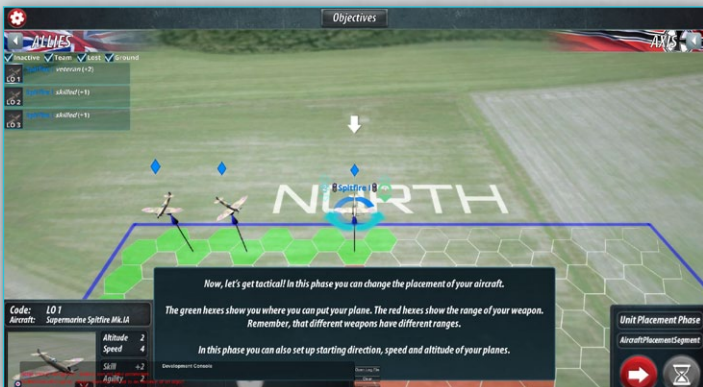 Objectives
ALLIES
AXIS
Inactive Team Lost Ground
LO 1 Spitfire I veteran (+2)
LO 2 Spitfire I skilled (+1)
LO 3 Spitfire I skilled (+1)
Spitfire I
NORTH
Now, let's get tactical! In this phase you can change the placement of your aircraft.
The green hexes show you where you can put your plane. The red hexes show the range of your weapon.
Remember, that different weapons have different ranges.
In this phase you can also set up starting direction, speed and altitude of your planes.
Code: LO 1
Aircraft: Supermarine Spitfire Mk.IA
Altitude 2
Speed 4
Skill +2
Agility 2
Development Console
Unit Placement Phase
AircraftPlacementSegment